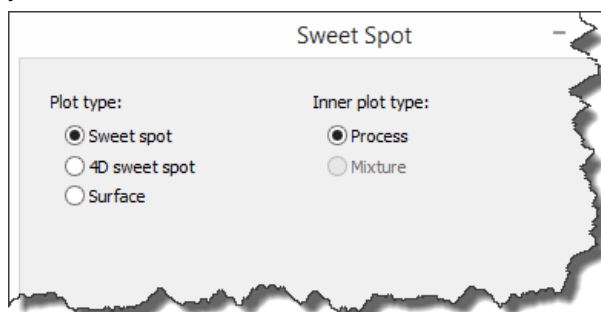 Sweet Spot
Plot type:
Sweet spot
4D sweet spot
Surface
Inner plot type:
Process
Mixture